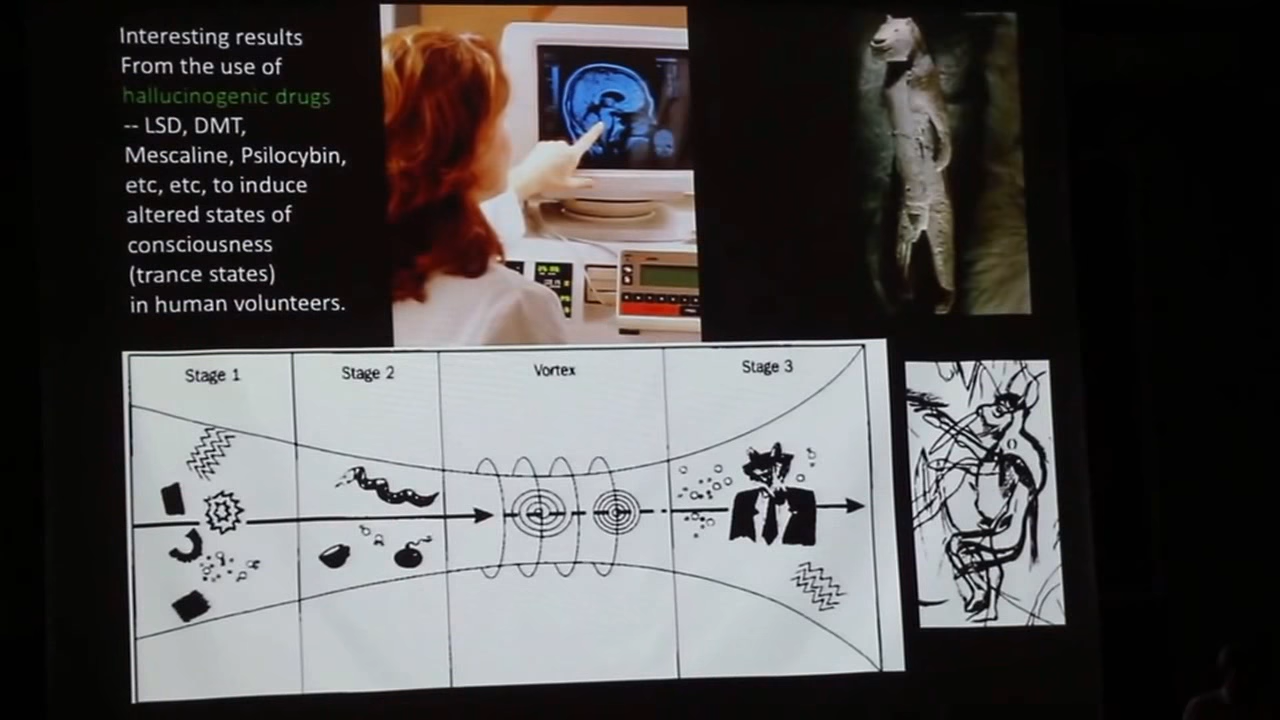 Interesting results
From the use of
hallucinogenic drugs
-- LSD, DMT,
Mescaline, Psilocybin,
etc, etc, to induce
altered states of
consciousness
(trance states)
in human volunteers.
Stage 1
Stage 2
Vortex
Stage 3